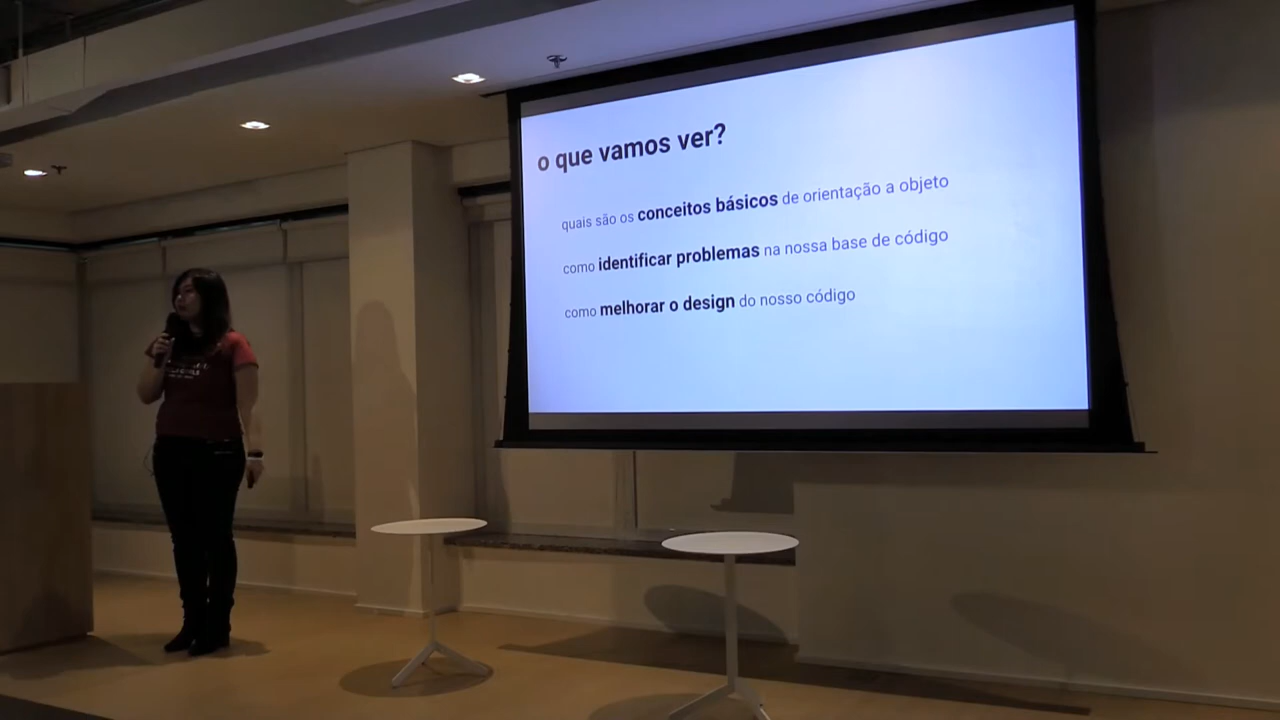 o que vamos ver?
quais são os conceitos básicos de orientação a objeto
como identificar problemas na nossa base de código
como melhorar o design do nosso código